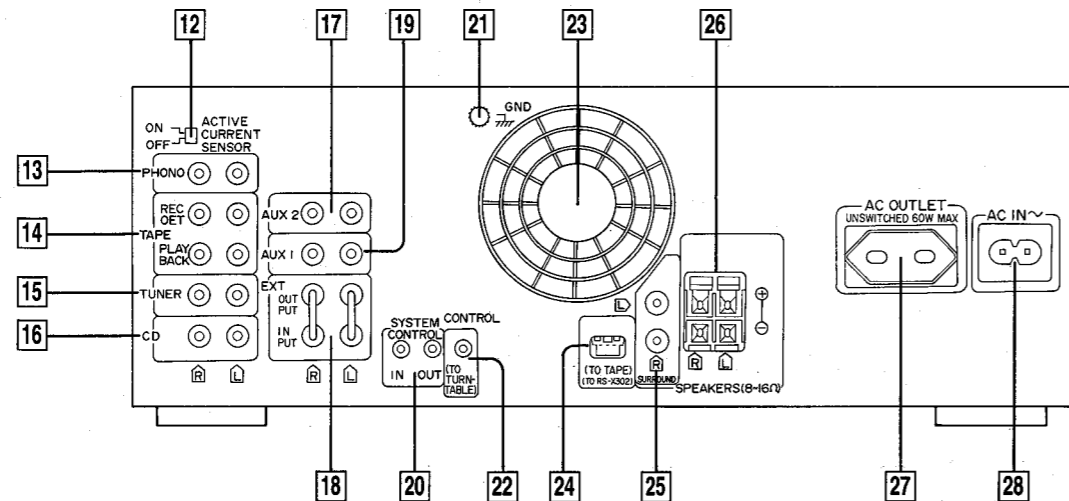 12 17 19 21 23 26
GND
ON
OFF
ACTIVE
CURRENT
SENSOR
13
PHONO
14
REC
OET
TAPE
PLAY
BACK
AUX 2
AUX 1
15
TUNER
EXT
OUT
PUT
IN
PUT
16
CD
R L
R L
SYSTEM
CONTROL
IN OUT
CONTROL
(TO
TURN-
TABLE)
24
(TO TAPE)
(TO RS-X302)
L
R
SURROUND
⊕
⊖
R L
SPEAKERS(8-16Ω)
AC OUTLET
UNSWITCHED 60W MAX
AC IN~
18 20 22 25 27 28